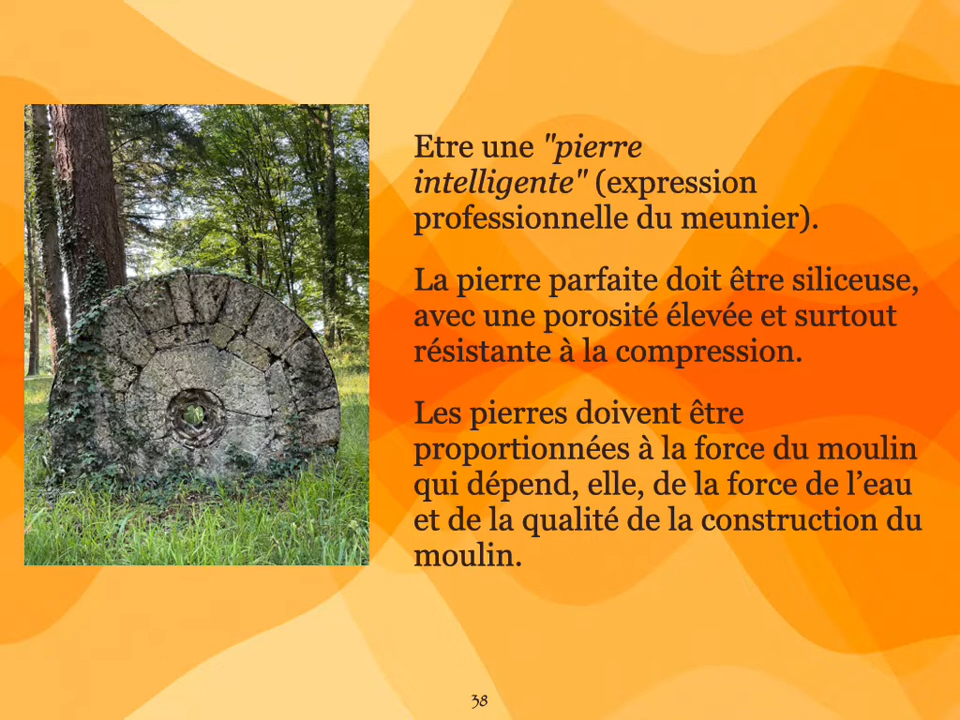 Etre une "pierre
intelligente" (expression
professionnelle du meunier).
La pierre parfaite doit être siliceuse,
avec une porosité élevée et surtout
résistante à la compression.
Les pierres doivent être
proportionnées à la force du moulin
qui dépend, elle, de la force de l’eau
et de la qualité de la construction du
moulin.
38